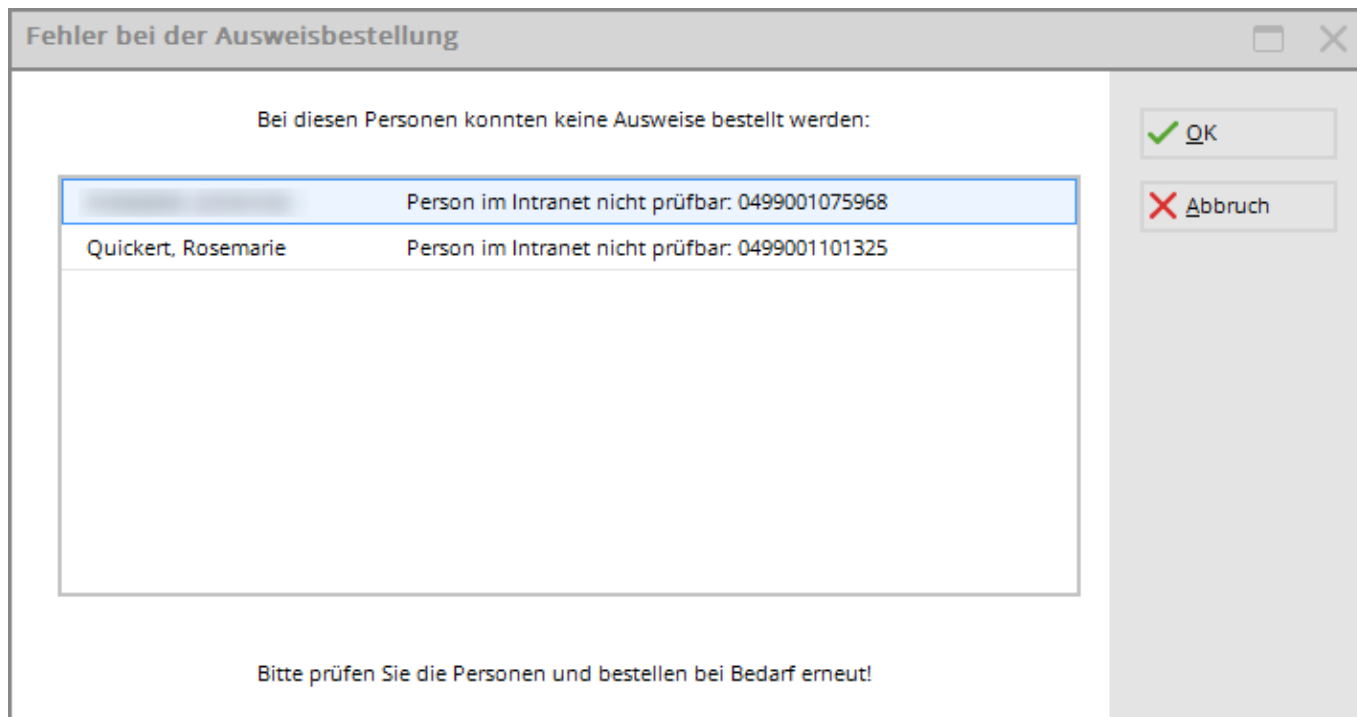 Fehler bei der Ausweisbestellung
Bei diesen Personen konnten keine Ausweise bestellt werden:
OK
Person im Intranet nicht prüfbar: 0499001075968
Abbruch
Quickert, Rosemarie Person im Intranet nicht prüfbar: 0499001101325
Bitte prüfen Sie die Personen und bestellen bei Bedarf erneut!